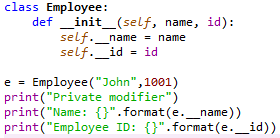 class Employee:
    def __init__(self, name, id):
        self.__name = name
        self.__id = id

e = Employee("John",1001)
print("Private modifier")
print("Name: {}".format(e.__name))
print("Employee ID: {}".format(e.__id))